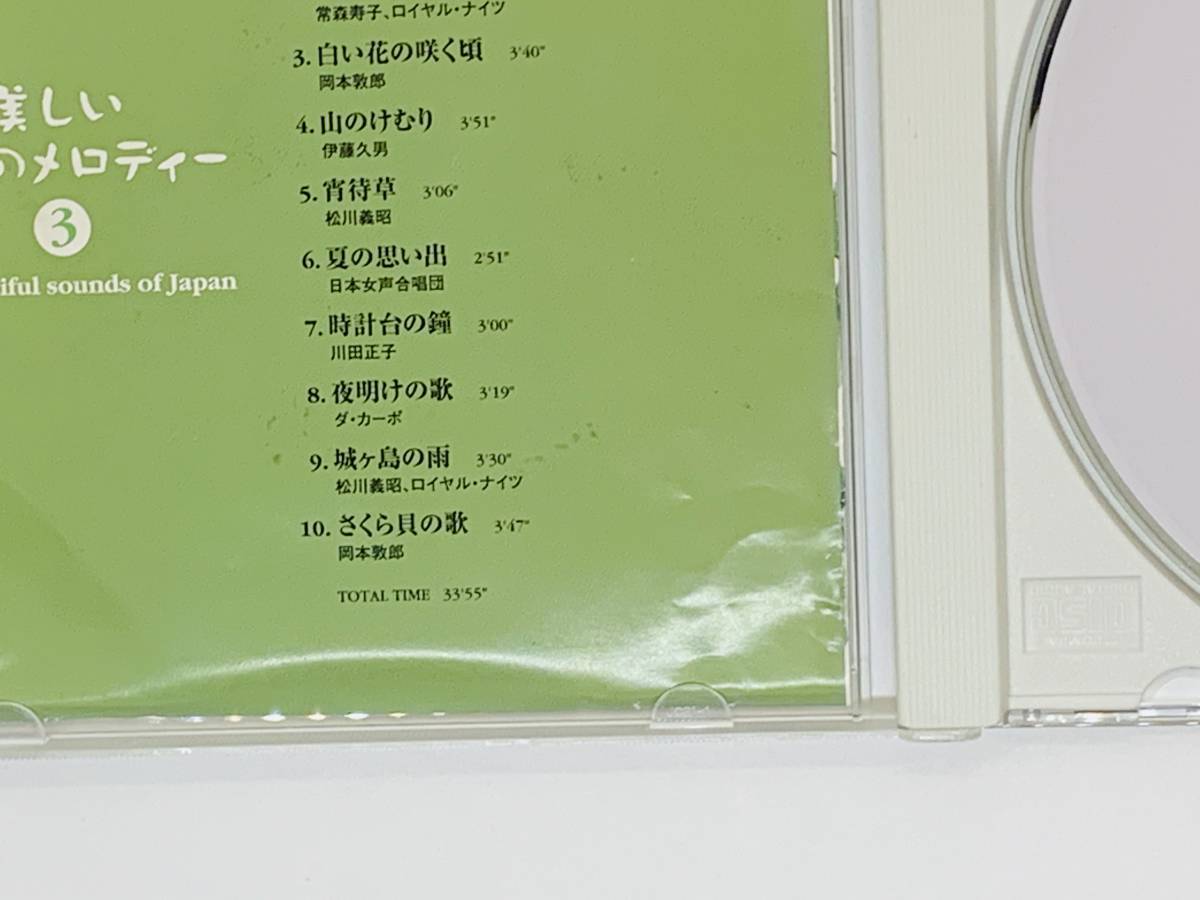 常森寿子、ロイヤル・ナイツ
3. 白い花の咲く頃 3'40"
岡本敦郎
4. 山のけむり 3'51"
伊藤久男
5. 宵待草 3'06"
松川義昭
6. 夏の思い出 2'51"
日本女声合唱団
7. 時計台の鐘 3'00"
川田正子
8. 夜明けの歌 3'19"
ダ・カーポ
9. 城ヶ島の雨 3'30"
松川義昭、ロイヤル・ナイツ
10. さくら貝の歌 3'47"
岡本敦郎
TOTAL TIME 33'55"
美しい
のメロディー
3
iful sounds of Japan